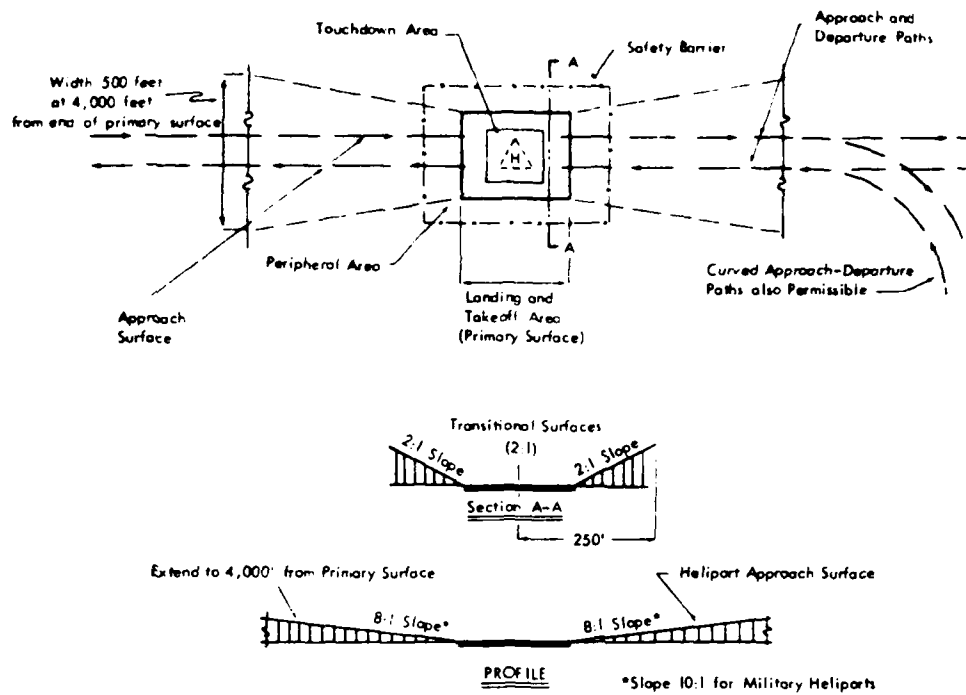 Touchdown Area
A
Safety Barrier
Approach and
Departure Paths
Width 500 feet
at 4,000 feet
from end of primary surface
H
A
Peripheral Area
Approach
Surface
Landing and
Takeoff Area
(Primary Surface)
Curved Approach-Departure
Paths also Permissible
Transitional Surfaces
(2:1)
2:1 Slope
2:1 Slope
Section A-A
250'
Extend to 4,000' from Primary Surface
Heliport Approach Surface
8:1 Slope*
8:1 Slope*
PROFILE
*Slope 10:1 for Military Heliports